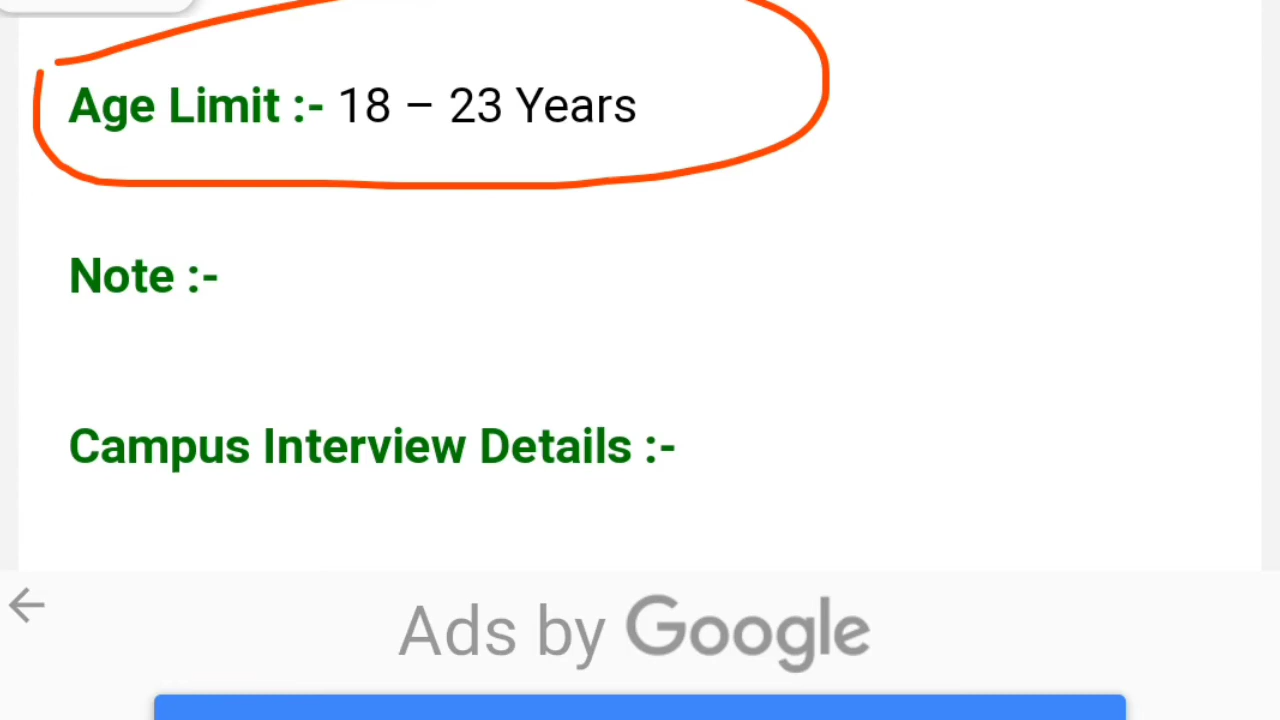 Age Limit :- 18 – 23 Years
Note :-
Campus Interview Details :-
Ads by Google